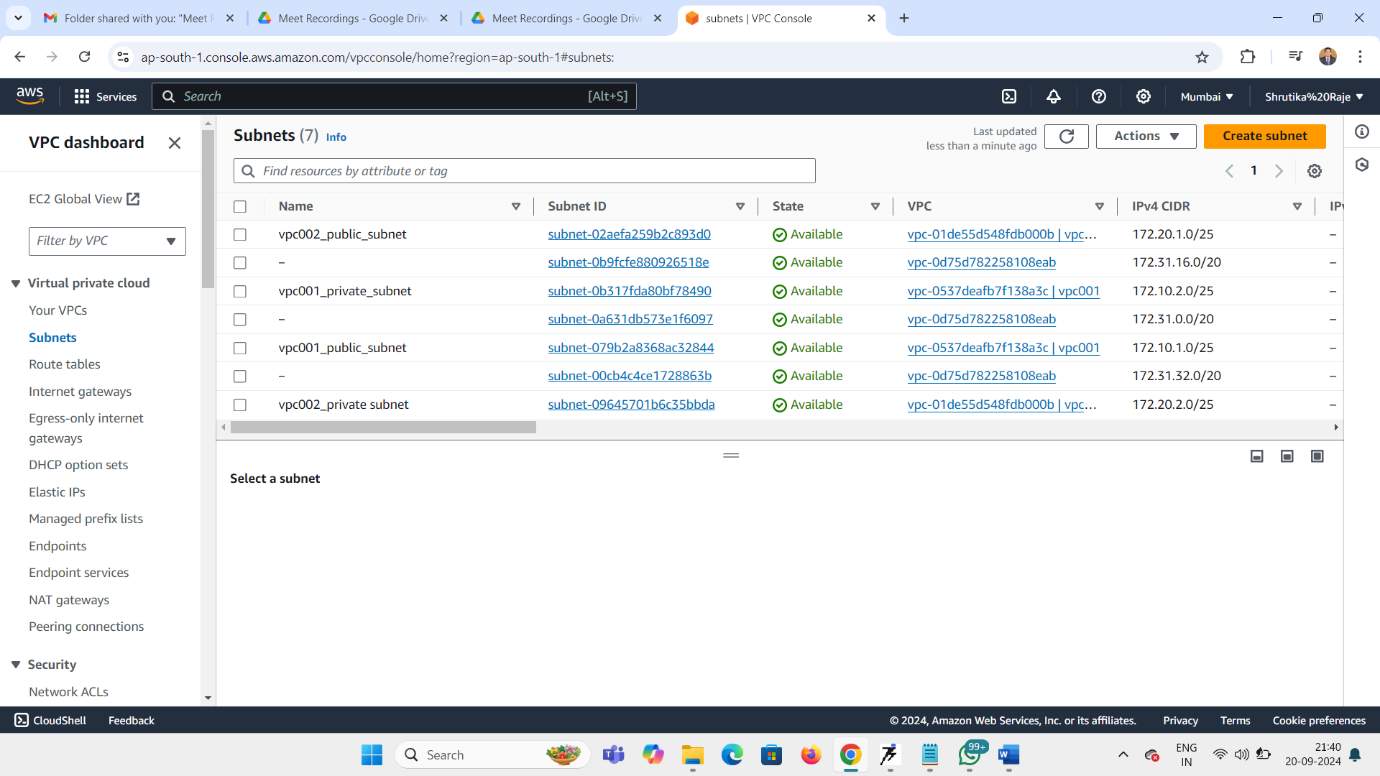 Folder shared with you: "Meet R
Meet Recordings - Google Drive
Meet Recordings - Google Drive
subnets | VPC Console
ap-south-1.console.aws.amazon.com/vpcconsole/home?region=ap-south-1#subnets:
aws
Services
Search
[Alt+S]
Mumbai
Shrutika%20Raje
VPC dashboard
EC2 Global View
Filter by VPC
Virtual private cloud
Your VPCs
Subnets
Route tables
Internet gateways
Egress-only internet
gateways
DHCP option sets
Elastic IPs
Managed prefix lists
Endpoints
Endpoint services
NAT gateways
Peering connections
Security
Network ACLs
Subnets (7) Info
Last updated
less than a minute ago
Actions
Create subnet
Find resources by attribute or tag
1
Name Subnet ID State VPC IPv4 CIDR IPv
vpc002_public_subnet subnet-02aefa259b2c893d0 Available vpc-01de55d548fdb000b | vpc... 172.20.1.0/25 –
– subnet-0b9fcfe880926518e Available vpc-0d75d782258108eab 172.31.16.0/20 –
vpc001_private_subnet subnet-0b317fda80bf78490 Available vpc-0537deafb7f138a3c | vpc001 172.10.2.0/25 –
– subnet-0a631db573e1f6097 Available vpc-0d75d782258108eab 172.31.0.0/20 –
vpc001_public_subnet subnet-079b2a8368ac32844 Available vpc-0537deafb7f138a3c | vpc001 172.10.1.0/25 –
– subnet-00cb4c4ce1728863b Available vpc-0d75d782258108eab 172.31.32.0/20 –
vpc002_private subnet subnet-09645701b6c35bbda Available vpc-01de55d548fdb000b | vpc... 172.20.2.0/25 –
Select a subnet
CloudShell
Feedback
© 2024, Amazon Web Services, Inc. or its affiliates.
Privacy
Terms
Cookie preferences
Search
99+
ENG
IN
21:40
20-09-2024